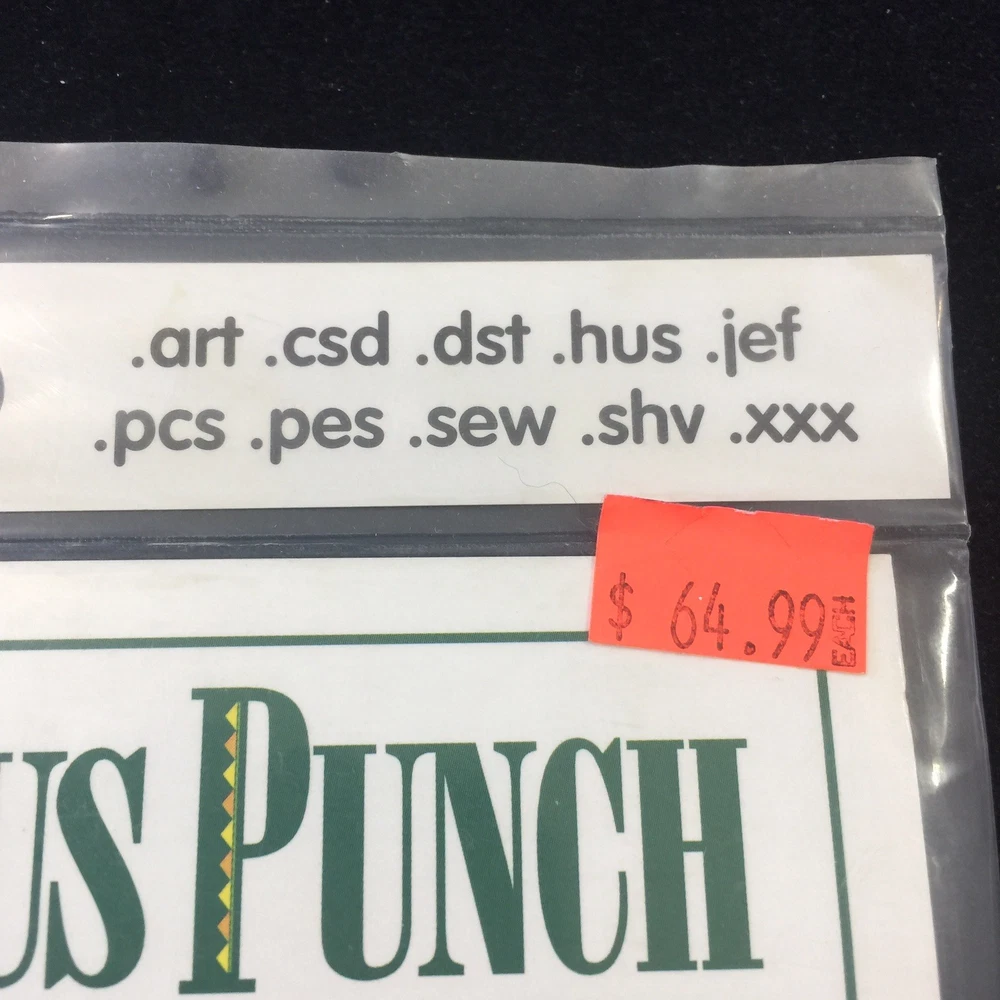 .art .csd .dst .hus .jef
.pcs .pes .sew .shv .xxx
$ 64.99 EACH
US PUNCH